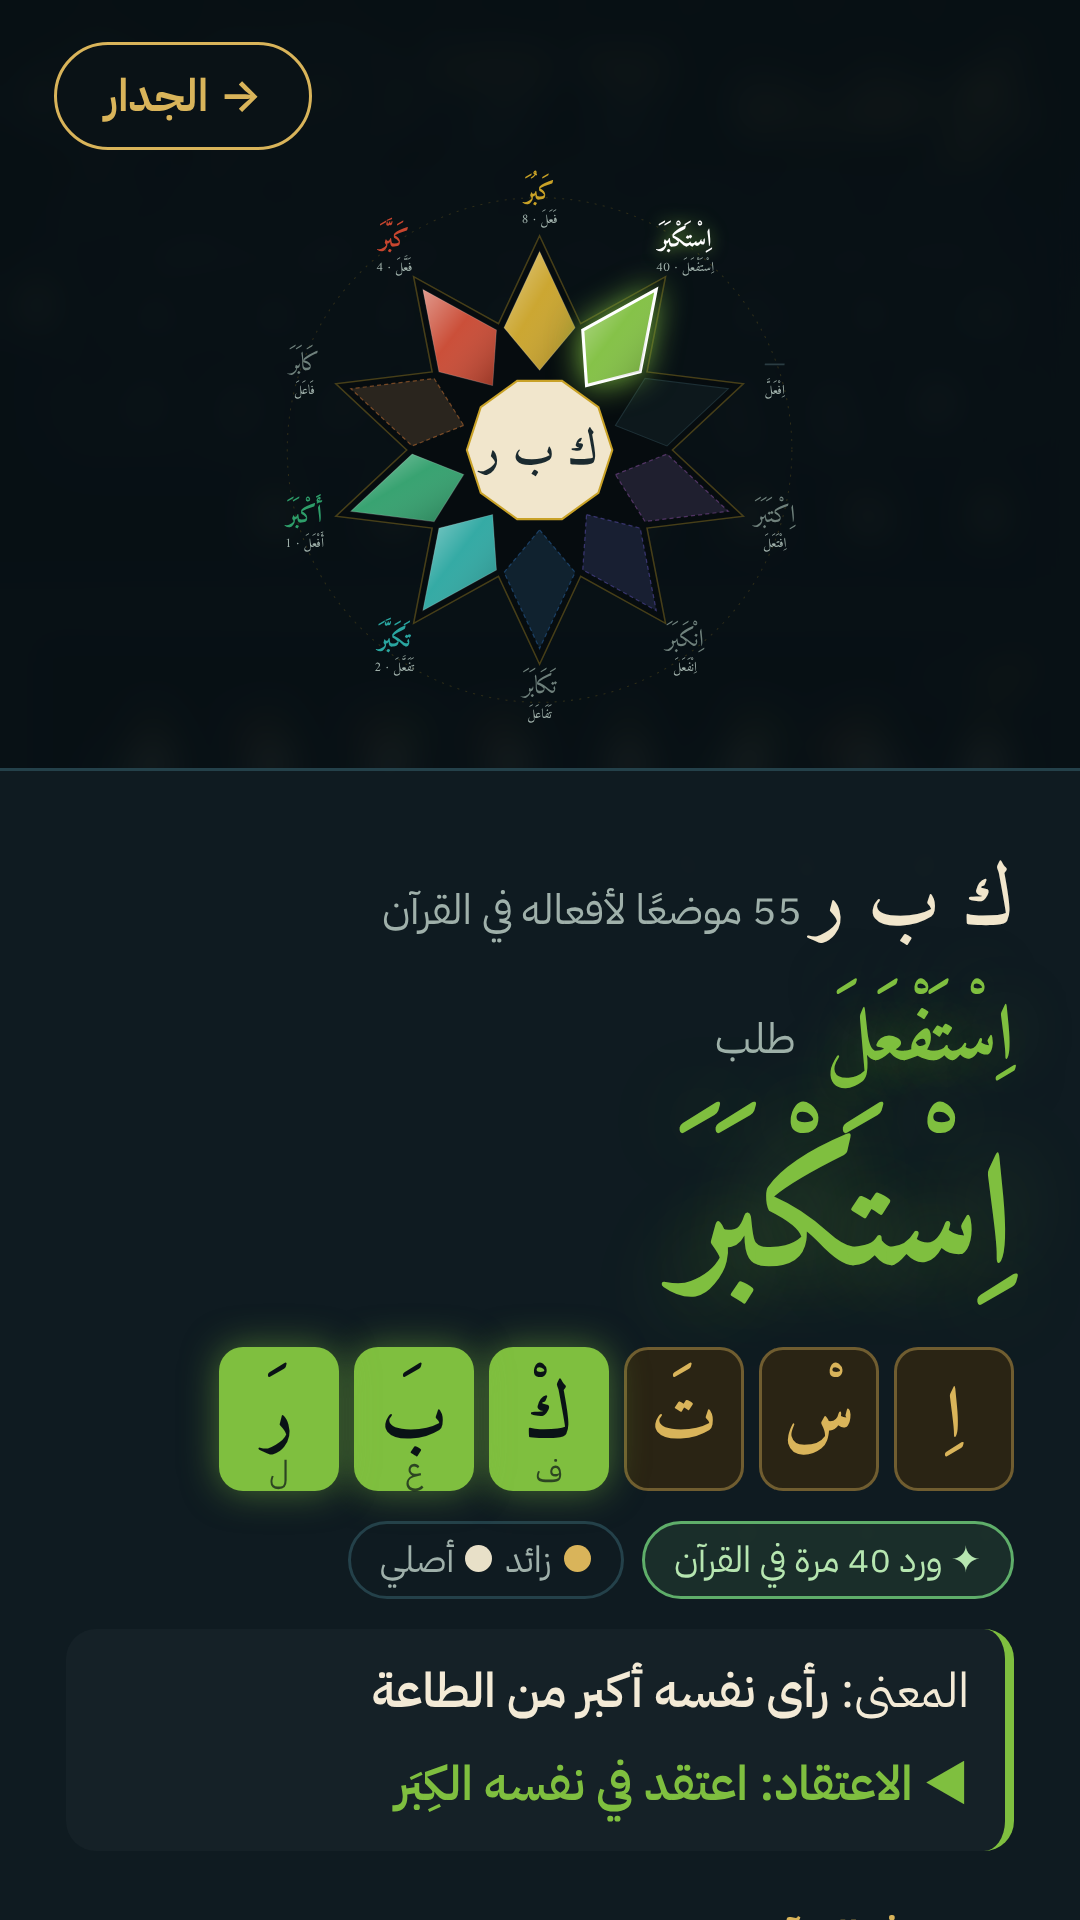 → الجدار
كَبُرَ
فَعَلَ · 8
اِسْتَكْبَرَ
اِسْتَفْعَلَ · 40
كَبَّرَ
فَعَّلَ · 4
كَابَرَ
فَاعَلَ
—
اِفْعَلَّ
ك ب ر
أَكْبَرَ
أَفْعَلَ · 1
اِكْتَبَرَ
اِفْتَعَلَ
تَكَبَّرَ
تَفَعَّلَ · 2
اِنْكَبَرَ
اِنْفَعَلَ
تَكَابَرَ
تَفَاعَلَ
ك ب ر 55 موضعًا لأفعاله في القرآن
اِسْتَفْعَلَ طلب
اِسْتَكْبَرَ
اِ سْ تَ كْ بَ رَ
ف ع ل
✦ ورد 40 مرة في القرآن
زائد أصلي
المعنى: رأى نفسه أكبر من الطاعة
◀ الاعتقاد: اعتقد في نفسه الكِبَر